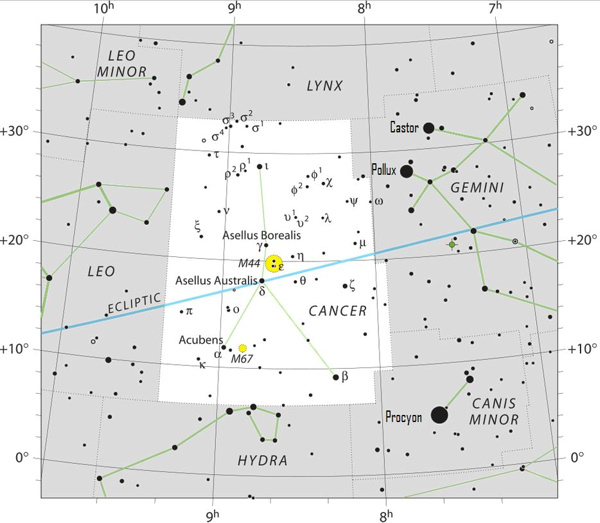 10h 9h 8h 7h
LEO
MINOR
LYNX
σ³ σ²
σ⁴ σ¹
+30° Castor +30°
τ
ρ² ρ¹ ι
Pollux
φ¹
φ² χ
GEMINI
ψ ω
ν
υ¹ υ² λ
ξ
Asellus Borealis
+20° γ μ +20°
M44 ε η
LEO
Asellus Australis θ ζ
δ
ECLIPTIC
π ο CANCER
Acubens
+10° α M67 +10°
κ
β
Procyon
CANIS
MINOR
HYDRA
0° 0°
9h 8h